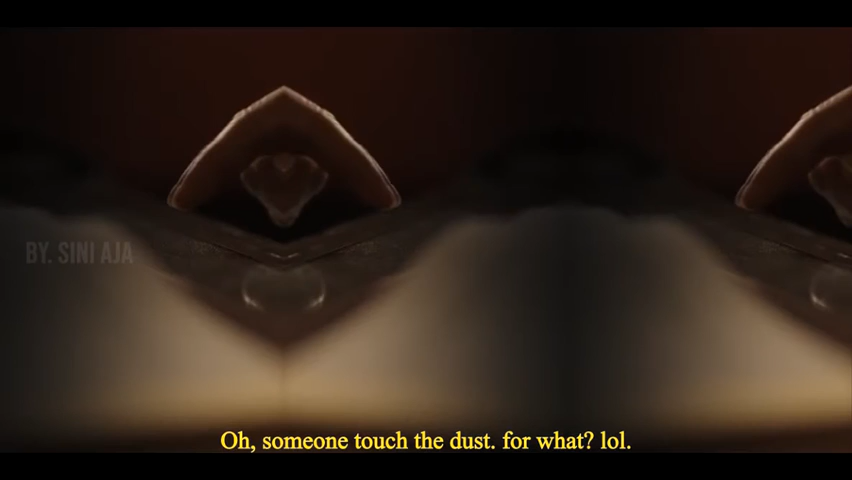 BY. SINI AJA
Oh, someone touch the dust. for what? lol.